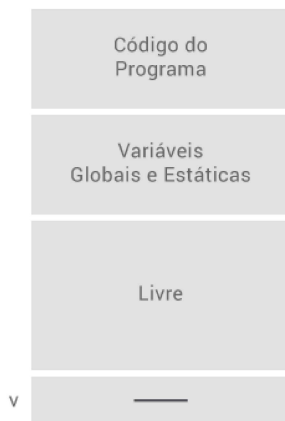 Código do
Programa
Variáveis
Globais e Estáticas
Livre
v